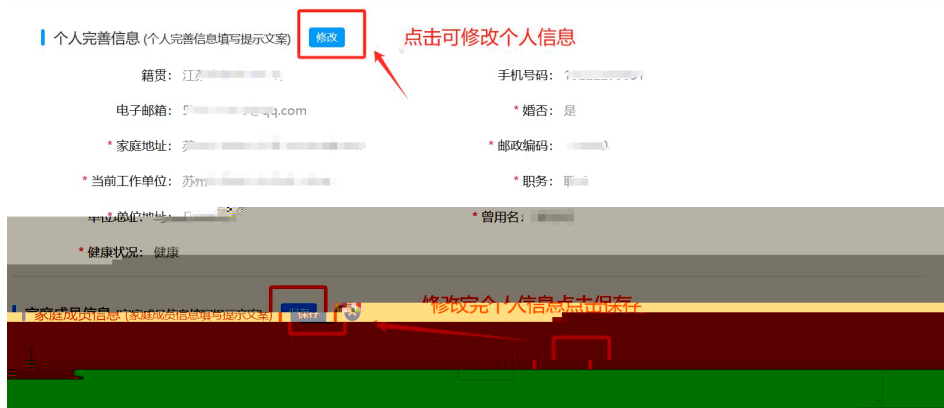 个人完善信息 (个人完善信息填写提示文案) 修改 点击可修改个人信息
籍贯： 手机号码：
电子邮箱： qq.com * 婚否： 是
* 家庭地址： * 邮政编码：
* 当前工作单位： 苏州 * 职务：
* 曾用名：
* 健康状况： 健康
家庭成员信息 (家庭成员信息填写提示文案) 保存 修改完个人信息点击保存